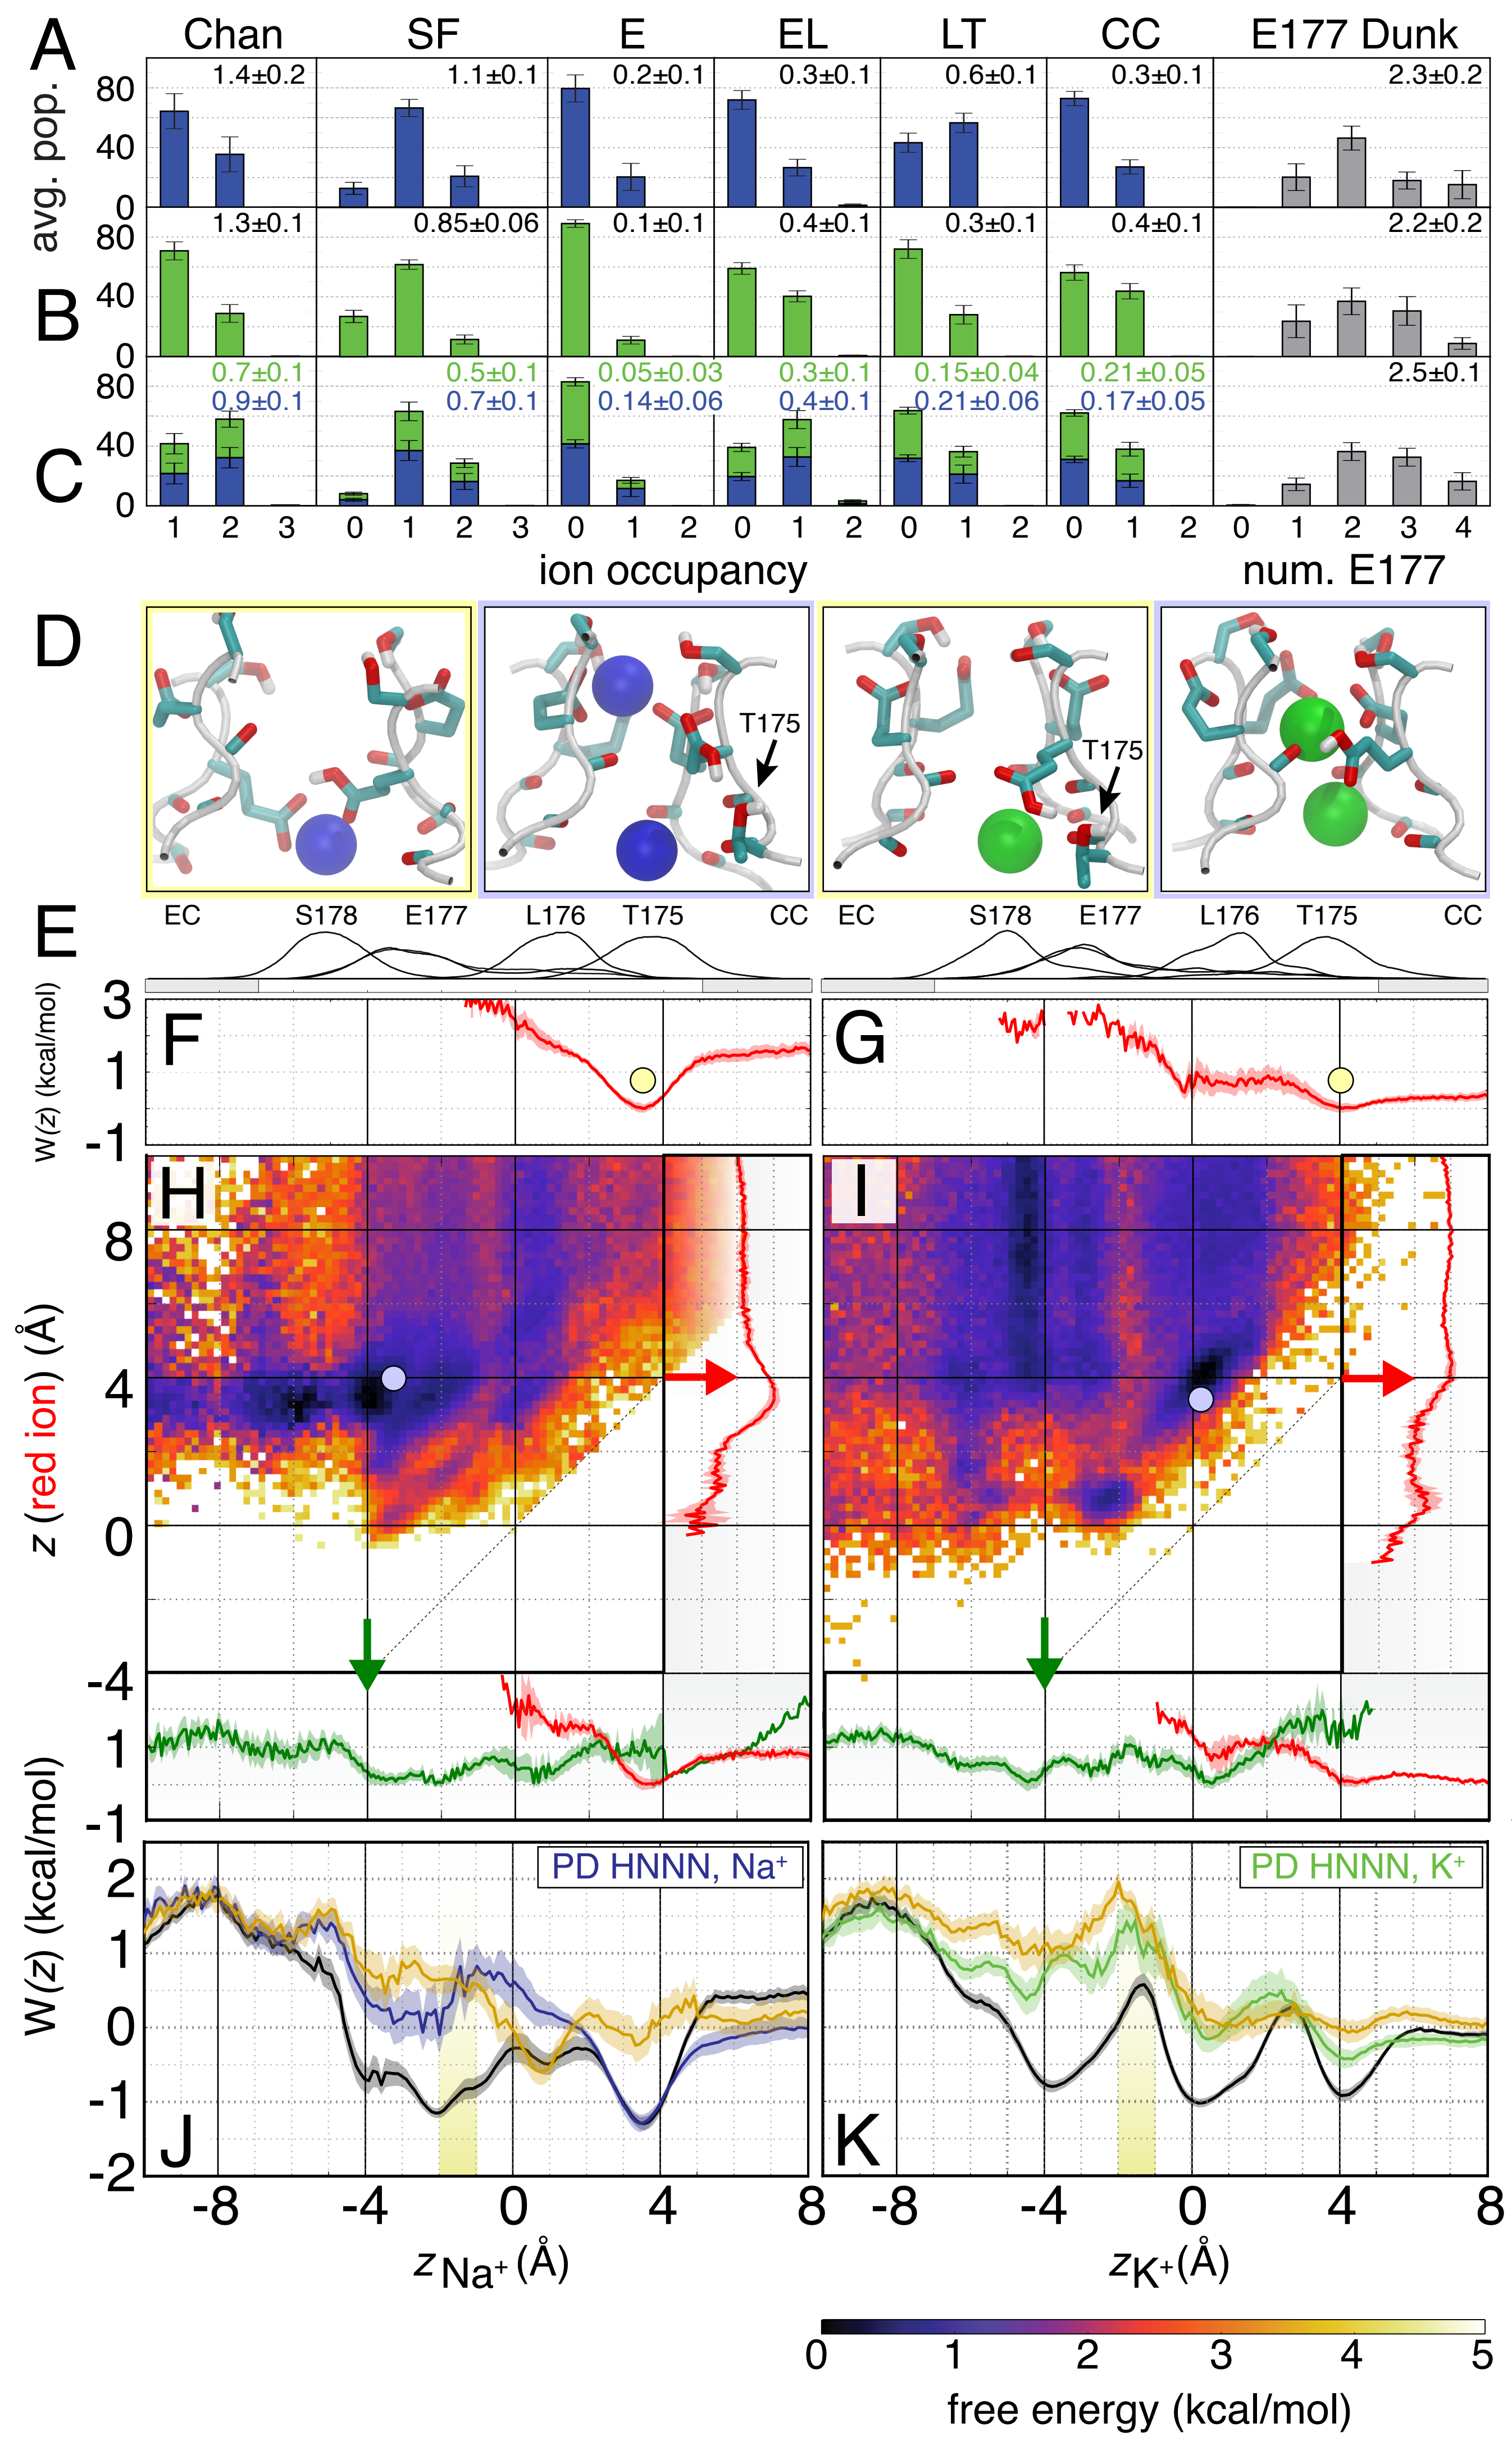 A Chan SF E EL LT CC E177 Dunk
avg. pop.
80 1.4±0.2 1.1±0.1 0.2±0.1 0.3±0.1 0.6±0.1 0.3±0.1 2.3±0.2
40
0
B
80 1.3±0.1 0.85±0.06 0.1±0.1 0.4±0.1 0.3±0.1 0.4±0.1 2.2±0.2
40
0
C
0.7±0.1 0.5±0.1 0.05±0.03 0.3±0.1 0.15±0.04 0.21±0.05 2.5±0.1
80 0.9±0.1 0.7±0.1 0.14±0.06 0.4±0.1 0.21±0.06 0.17±0.05
40
0
1 2 3 0 1 2 3 0 1 2 0 1 2 0 1 2 0 1 2 0 1 2 3 4
ion occupancy num. E177
D
T175 T175
E
EC S178 E177 L176 T175 CC EC S178 E177 L176 T175 CC
W(z) (kcal/mol)
3
1
-1
F G
z (red ion) (Å)
H I
8
4
0
-4
W(z) (kcal/mol)
1
-1
PD HNNN, Na+ PD HNNN, K+
2
1
0
-1
-2
J K
-8 -4 0 4 8 -8 -4 0 4 8
z Na+ (Å) z K+ (Å)
0 1 2 3 4 5
free energy (kcal/mol)